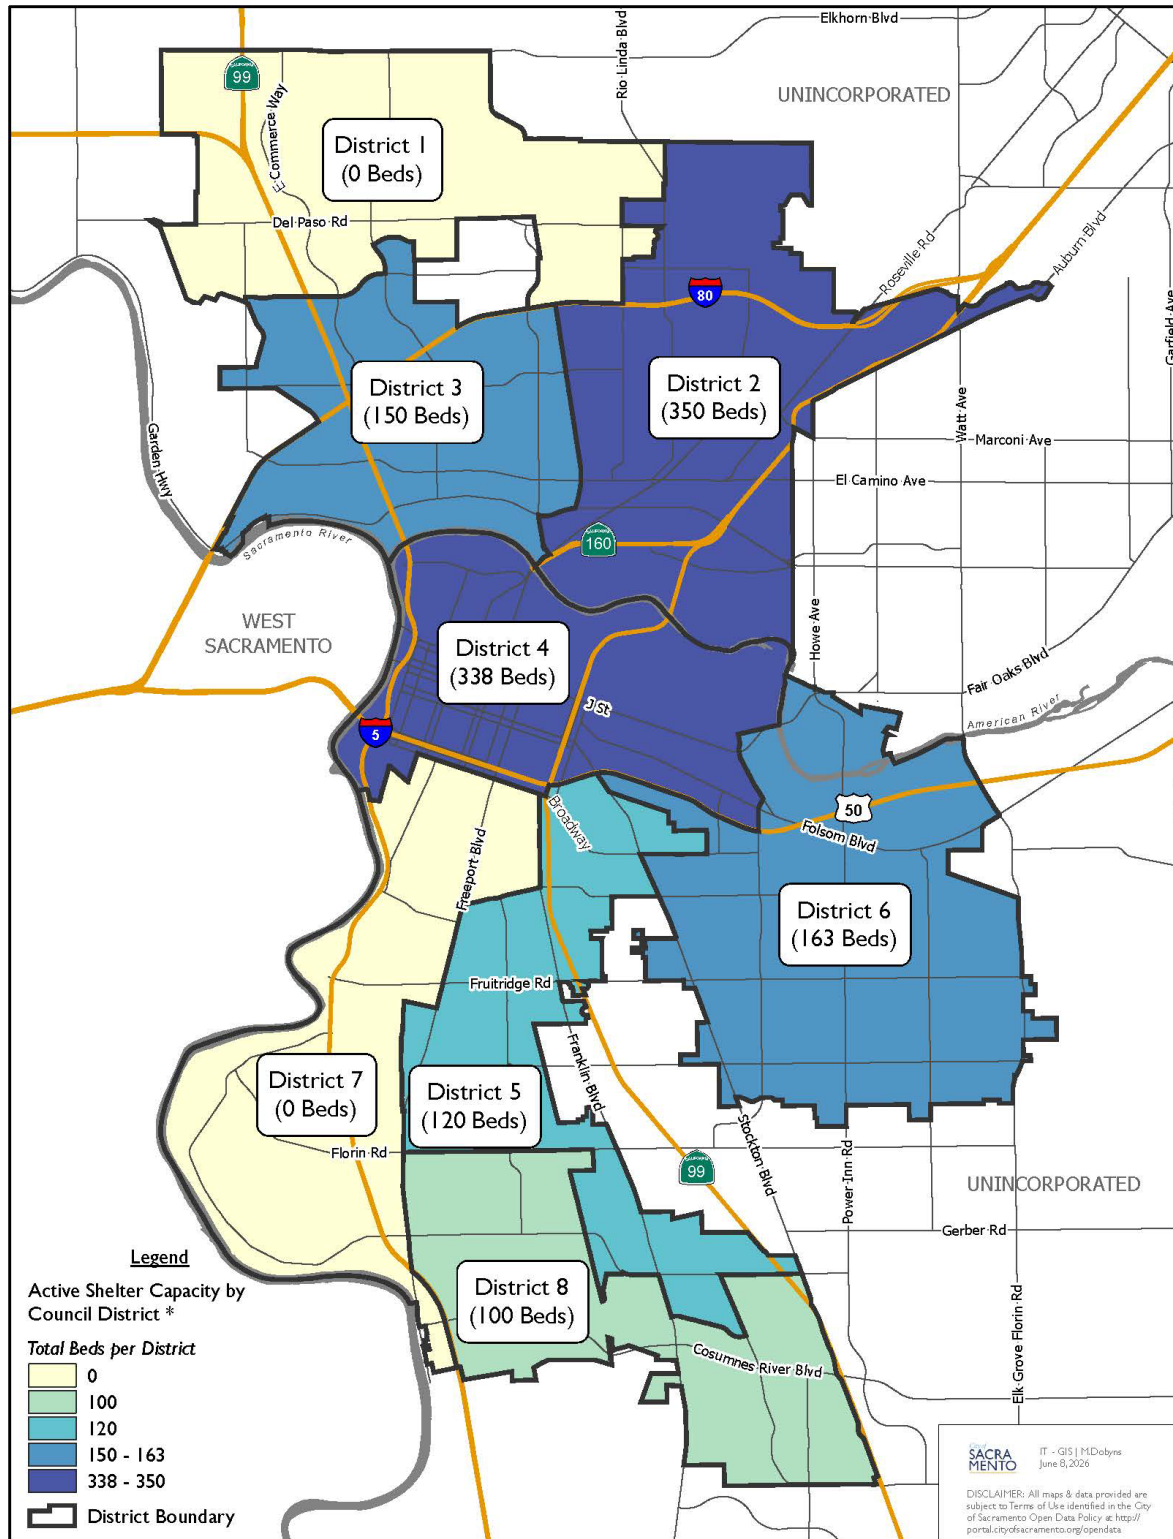 Elkhorn Blvd
Rio Linda Blvd
CALIFORNIA
99
UNINCORPORATED
E Commerce Way
District 1
(0 Beds)
Del Paso Rd
Roseville Rd
Auburn Blvd
80
Garfield Ave
District 3
(150 Beds)
District 2
(350 Beds)
Watt Ave
Garden Hwy
Marconi Ave
El Camino Ave
Sacramento River
CALIFORNIA
160
WEST
SACRAMENTO
Howe Ave
District 4
(338 Beds)
Fair Oaks Blvd
J St
American River
5
Broadway
50
Folsom Blvd
Freeport Blvd
District 6
(163 Beds)
Fruitridge Rd
Franklin Blvd
District 7
(0 Beds)
District 5
(120 Beds)
Stockton Blvd
Florin Rd
Power Inn Rd
CALIFORNIA
99
UNINCORPORATED
Gerber Rd
District 8
(100 Beds)
Elk Grove Florin Rd
Cosumnes River Blvd
Legend
Active Shelter Capacity by
Council District *
Total Beds per District
0
100
120
150 - 163
338 - 350
District Boundary
City of
SACRA
MENTO
IT - GIS | M.Dobyns
June 8, 2026
DISCLAIMER: All maps & data provided are
subject to Terms of Use identified in the City
of Sacramento Open Data Policy at http://
portal.cityofsacramento.org/opendata